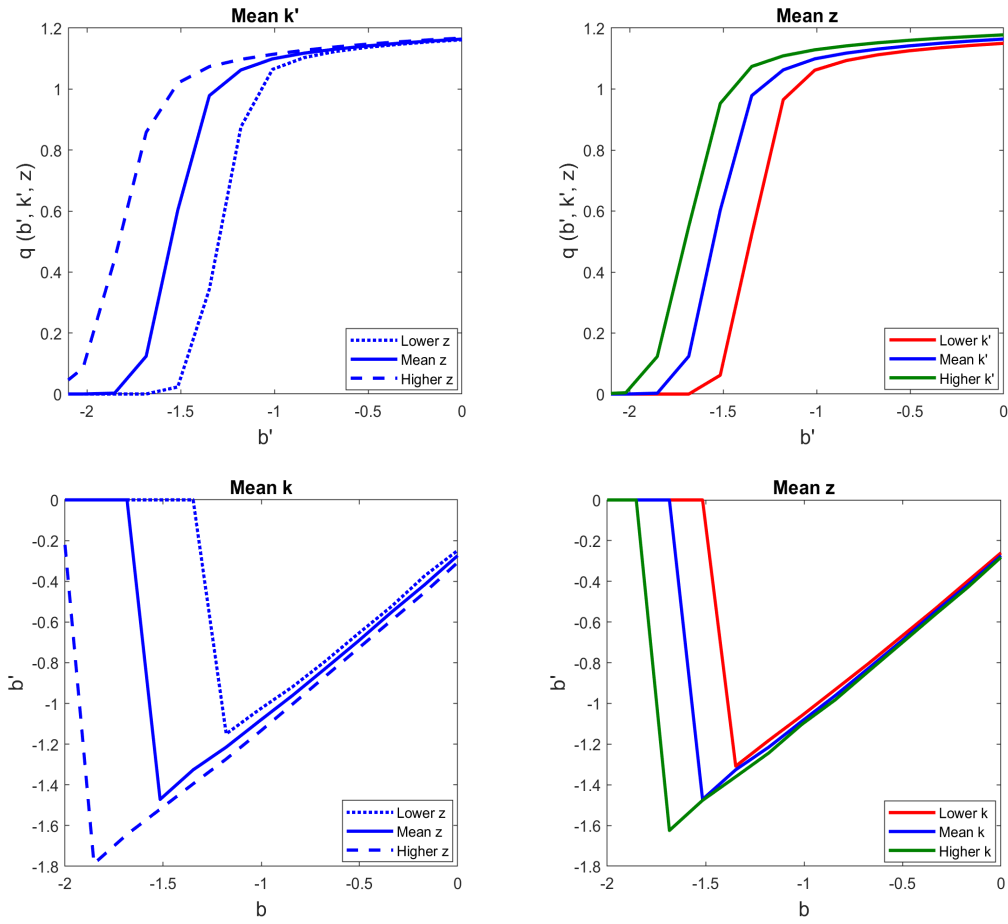 Mean k'
1.2
1
0.8
0.6
0.4
0.2
0
q (b', k', z)
-2
-1.5
-1
-0.5
0
b'
Lower z
Mean z
Higher z
Mean z
1.2
1
0.8
0.6
0.4
0.2
0
q (b', k', z)
-2
-1.5
-1
-0.5
0
b'
Lower k'
Mean k'
Higher k'
Mean k
0
-0.2
-0.4
-0.6
-0.8
-1
-1.2
-1.4
-1.6
-1.8
b'
-2
-1.5
-1
-0.5
0
b
Lower z
Mean z
Higher z
Mean z
0
-0.2
-0.4
-0.6
-0.8
-1
-1.2
-1.4
-1.6
-1.8
b'
-2
-1.5
-1
-0.5
0
b
Lower k
Mean k
Higher k